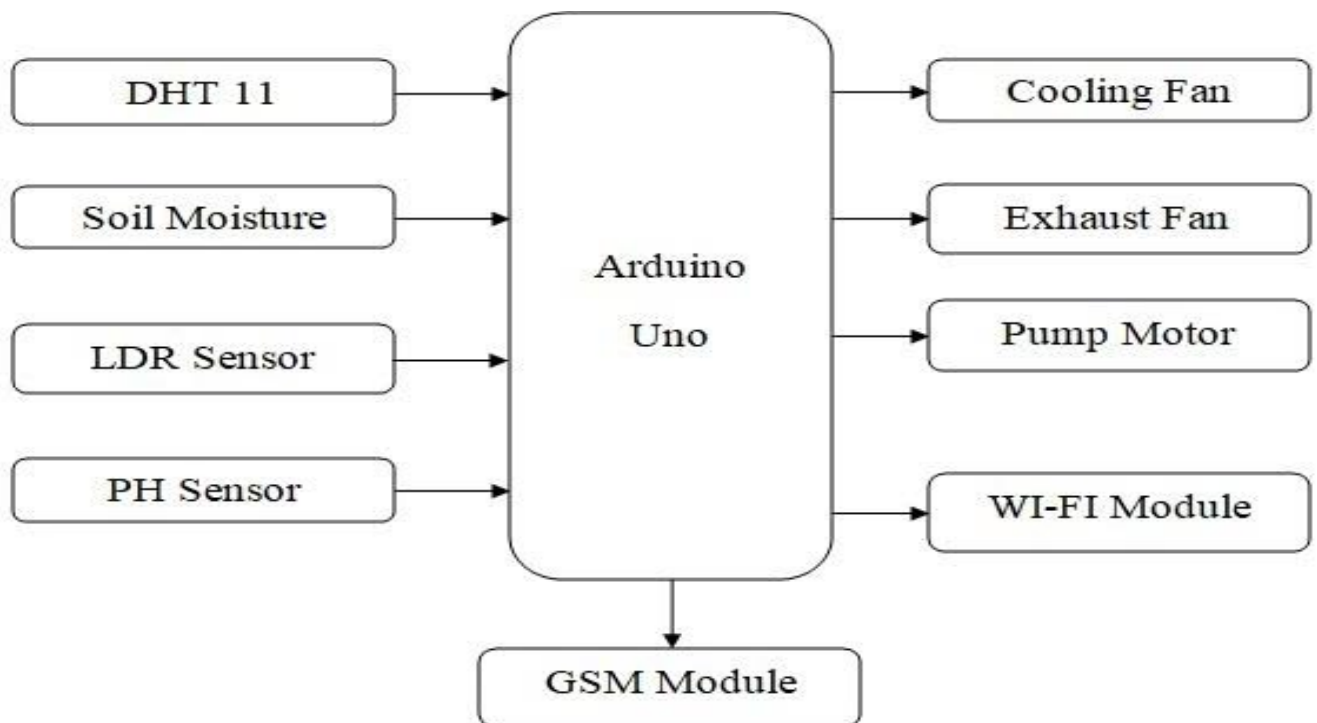 DHT 11
Soil Moisture
LDR Sensor
PH Sensor
Arduino
Uno
Cooling Fan
Exhaust Fan
Pump Motor
WI-FI Module
GSM Module